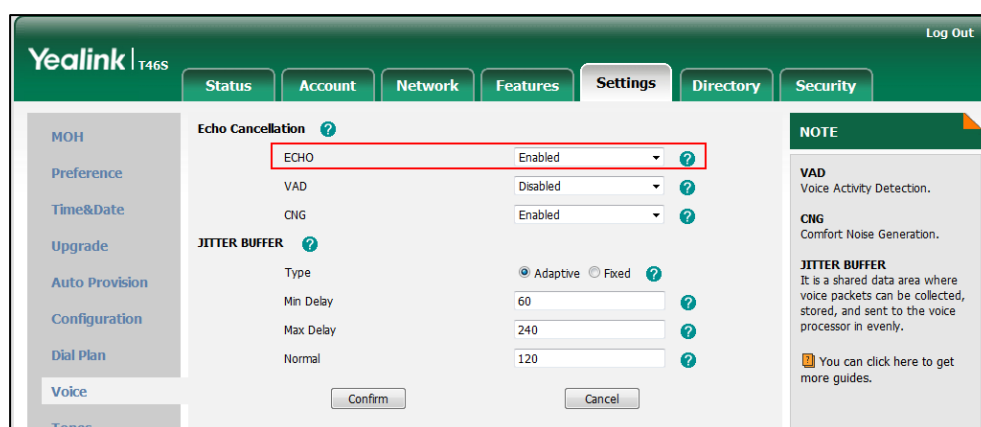 Log Out
Yealink | T46S
Status Account Network Features Settings Directory Security
MOH
Preference
Time&Date
Upgrade
Auto Provision
Configuration
Dial Plan
Voice
Echo Cancellation ?
ECHO Enabled ?
VAD Disabled ?
CNG Enabled ?
JITTER BUFFER ?
Type Adaptive Fixed ?
Min Delay 60 ?
Max Delay 240 ?
Normal 120 ?
Confirm Cancel
NOTE
VAD
Voice Activity Detection.
CNG
Comfort Noise Generation.
JITTER BUFFER
It is a shared data area where
voice packets can be collected,
stored, and sent to the voice
processor in evenly.
? You can click here to get
more guides.